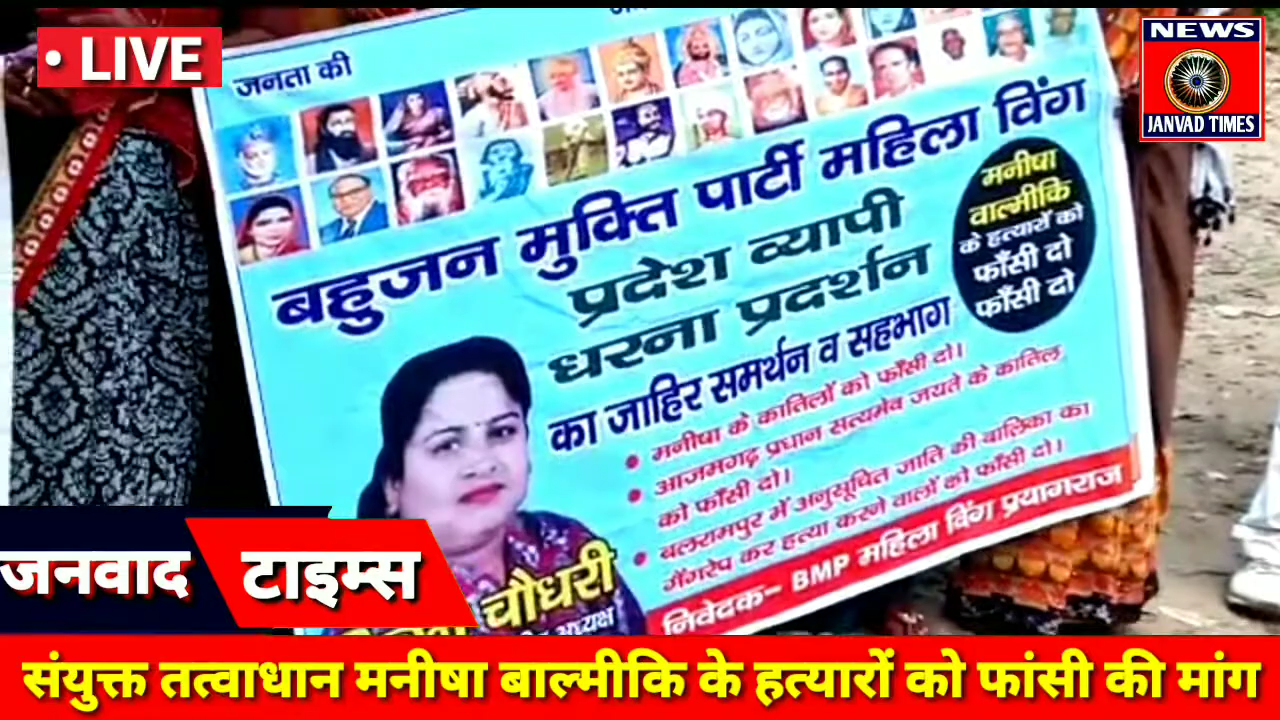 • LIVE
NEWS
JANVAD TIMES
जनता की
बहुजन मुक्ति पार्टी महिला विंग
प्रदेश व्यापी
धरना प्रदर्शन
का जाहिर समर्थन व सहभाग
मनीषा
वाल्मीकि
के हत्यारों को
फाँसी दो
फाँसी दो
• मनीषा के कातिलों को फाँसी दो।
• आजमगढ़ प्रधान सत्यमेव जयते के कातिल
को फाँसी दो।
• बलरामपुर में अनुसूचित जाति की बालिका का
गैंगरेप कर हत्या करने वालों को फाँसी दो।
निवेदक- BMP महिला विंग प्रयागराज
चौधरी
अध्यक्ष
जनवाद टाइम्स
संयुक्त तत्वाधान मनीषा बाल्मीकि के हत्यारों को फांसी की मांग